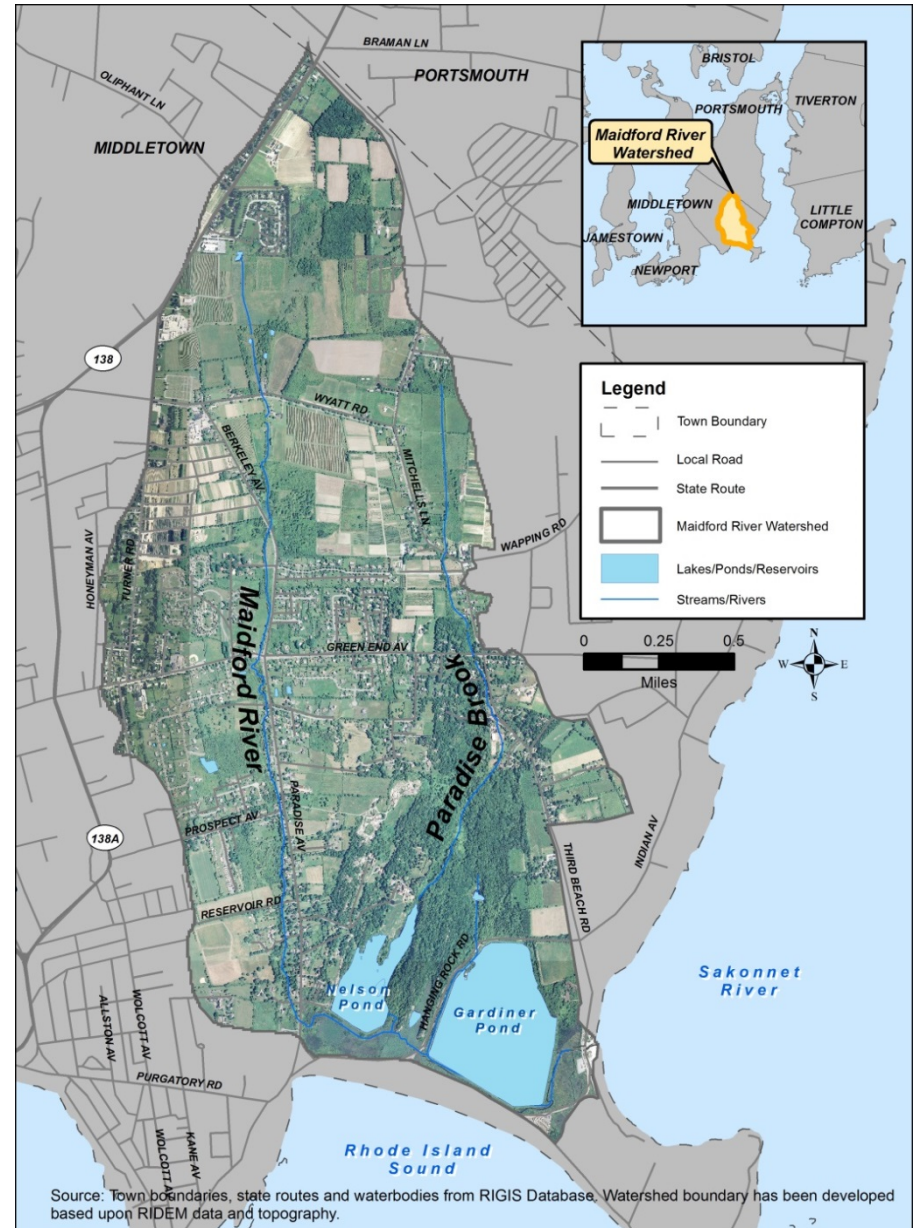 BRAMAN LN
PORTSMOUTH
OLIPHANT LN
MIDDLETOWN
BRISTOL
PORTSMOUTH
TIVERTON
Maidford River
Watershed
MIDDLETOWN
LITTLE
COMPTON
JAMESTOWN
NEWPORT
138
Legend
Town Boundary
Local Road
State Route
Maidford River Watershed
Lakes/Ponds/Reservoirs
Streams/Rivers
0 0.25 0.5
Miles
N
W E
S
WYATT RD
BERKELEY AV
MITCHELLS LN
WAPPING RD
HONEYMAN AV
TURNER RD
Maidford River
GREEN END AV
Paradise Brook
PARADISE AV
PROSPECT AV
138A
THIRD BEACH RD
INDIAN AV
RESERVOIR RD
HANGING ROCK RD
Nelson
Pond
Gardiner
Pond
Sakonnet
River
ALLSTON AV
WOLCOTT AV
PURGATORY RD
KANE AV
WOLCOTT AV
Rhode Island
Sound
Source: Town boundaries, state routes and waterbodies from RIGIS Database. Watershed boundary has been developed
based upon RIDEM data and topography.